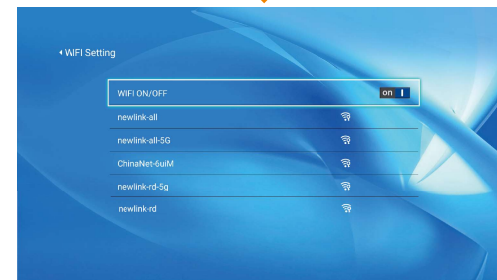 WIFI Setting
WIFI ON/OFF on
newlink-all
newlink-all-5G
ChinaNet-6uiM
newlink-rd-5g
newlink-rd